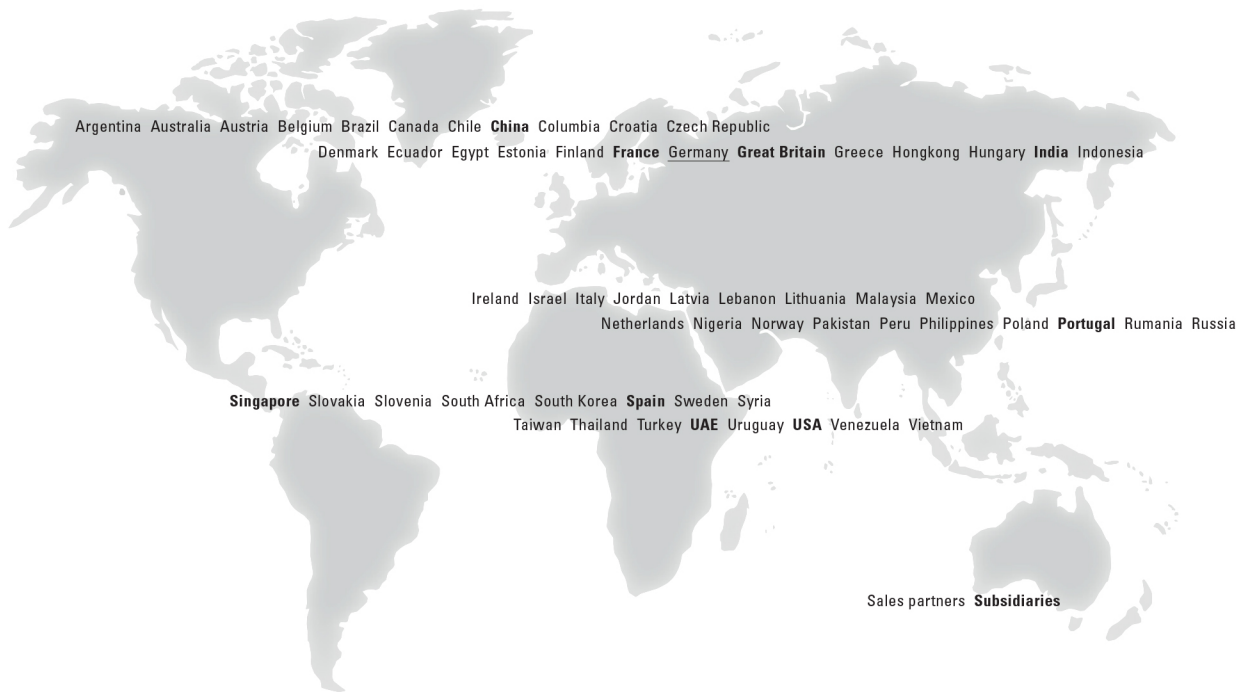 Argentina Australia Austria Belgium Brazil Canada Chile China Columbia Croatia Czech Republic
Denmark Ecuador Egypt Estonia Finland France Germany Great Britain Greece Hongkong Hungary India Indonesia
Ireland Israel Italy Jordan Latvia Lebanon Lithuania Malaysia Mexico
Netherlands Nigeria Norway Pakistan Peru Philippines Poland Portugal Rumania Russia
Singapore Slovakia Slovenia South Africa South Korea Spain Sweden Syria
Taiwan Thailand Turkey UAE Uruguay USA Venezuela Vietnam
Sales partners Subsidiaries